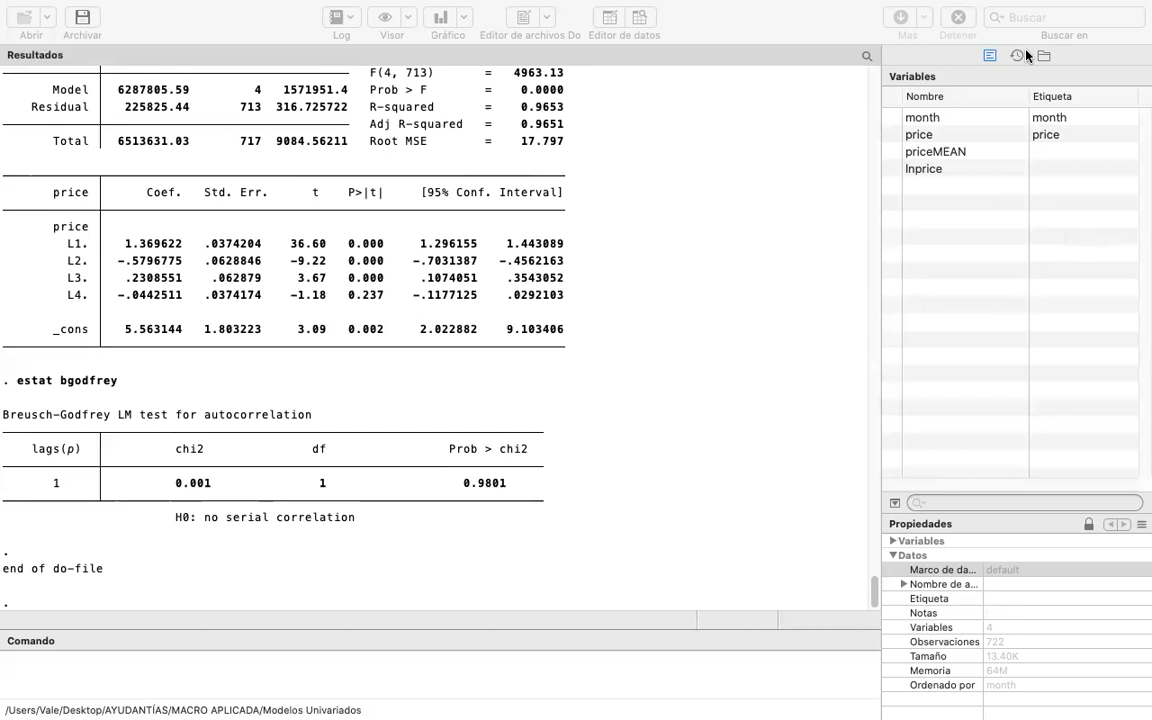 Abrir
Archivar
Log
Visor
Gráfico
Editor de archivos Do
Editor de datos
Mas
Detener
Buscar
Buscar en
Resultados
F(4, 713) = 4963.13
Model 6287805.59 4 1571951.4 Prob > F = 0.0000
Residual 225825.44 713 316.725722 R-squared = 0.9653
Adj R-squared = 0.9651
Total 6513631.03 717 9084.56211 Root MSE = 17.797
price Coef. Std. Err. t P>|t| [95% Conf. Interval]
price
L1. 1.369622 .0374204 36.60 0.000 1.296155 1.443089
L2. -.5796775 .0628846 -9.22 0.000 -.7031387 -.4562163
L3. .2308551 .062879 3.67 0.000 .1074051 .3543052
L4. -.0442511 .0374174 -1.18 0.237 -.1177125 .0292103
_cons 5.563144 1.803223 3.09 0.002 2.022882 9.103406
. estat bgodfrey
Breusch-Godfrey LM test for autocorrelation
lags(p) chi2 df Prob > chi2
1 0.001 1 0.9801
H0: no serial correlation
.
end of do-file
.
Comando
/Users/Vale/Desktop/AYUDANTÍAS/MACRO APLICADA/Modelos Univariados
Variables
Nombre Etiqueta
month month
price price
priceMEAN
lnprice
Propiedades
Variables
Datos
Marco de da... default
Nombre de a...
Etiqueta
Notas
Variables 4
Observaciones 722
Tamaño 13.40K
Memoria 64M
Ordenado por month